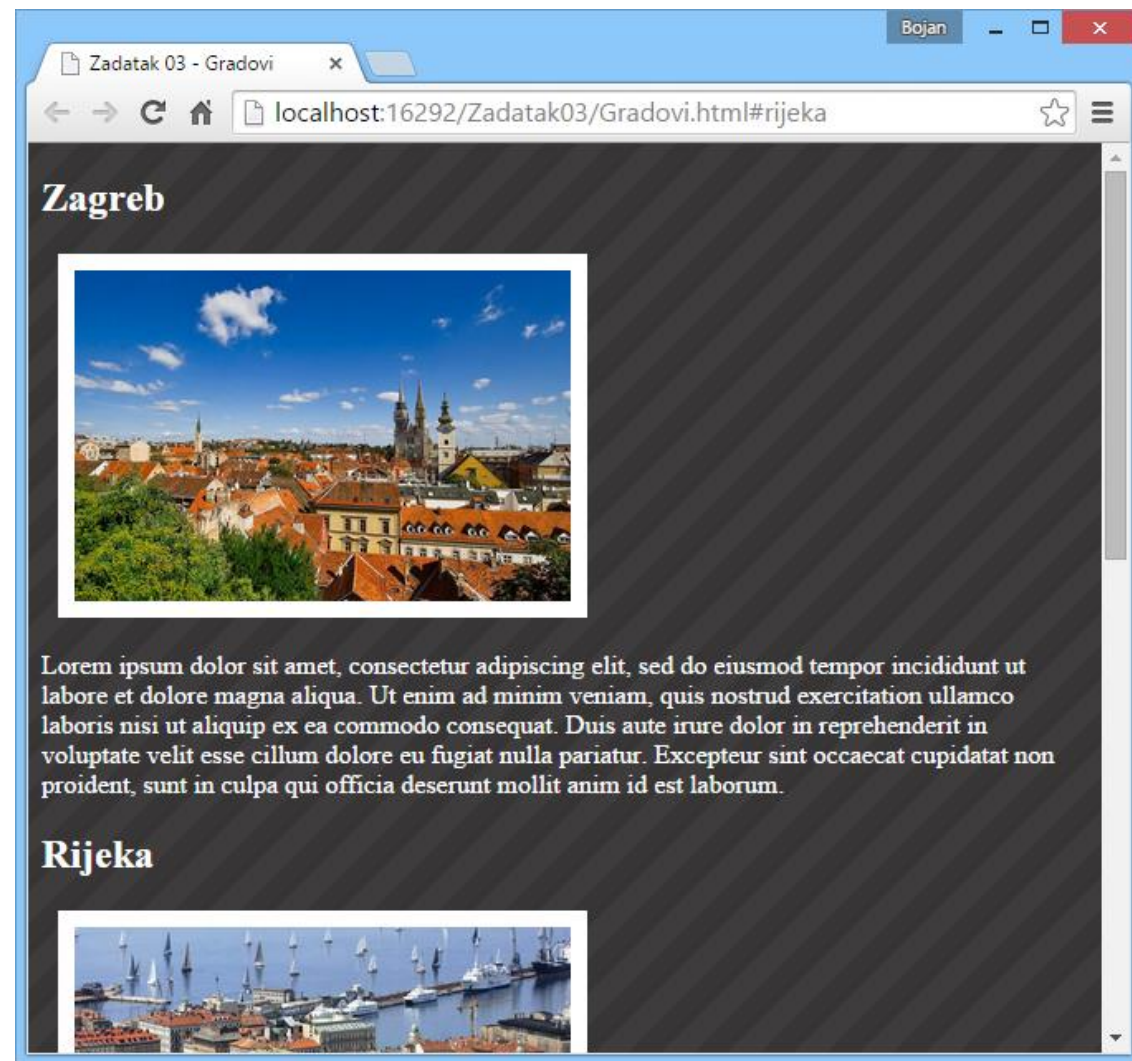 Bojan
Zadatak 03 - Gradovi
localhost:16292/Zadatak03/Gradovi.html#rijeka
Zagreb
Lorem ipsum dolor sit amet, consectetur adipiscing elit, sed do eiusmod tempor incididunt ut
labore et dolore magna aliqua. Ut enim ad minim veniam, quis nostrud exercitation ullamco
laboris nisi ut aliquip ex ea commodo consequat. Duis aute irure dolor in reprehenderit in
voluptate velit esse cillum dolore eu fugiat nulla pariatur. Excepteur sint occaecat cupidatat non
proident, sunt in culpa qui officia deserunt mollit anim id est laborum.
Rijeka